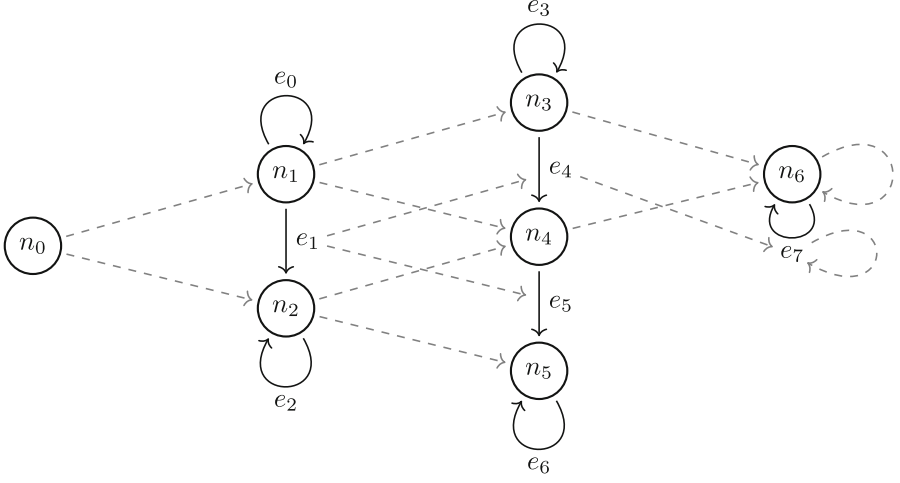 e₃
n₃
e₀
n₁
e₄
n₆
n₀
e₁
n₄
e₇
n₂
e₅
n₅
e₂
e₆